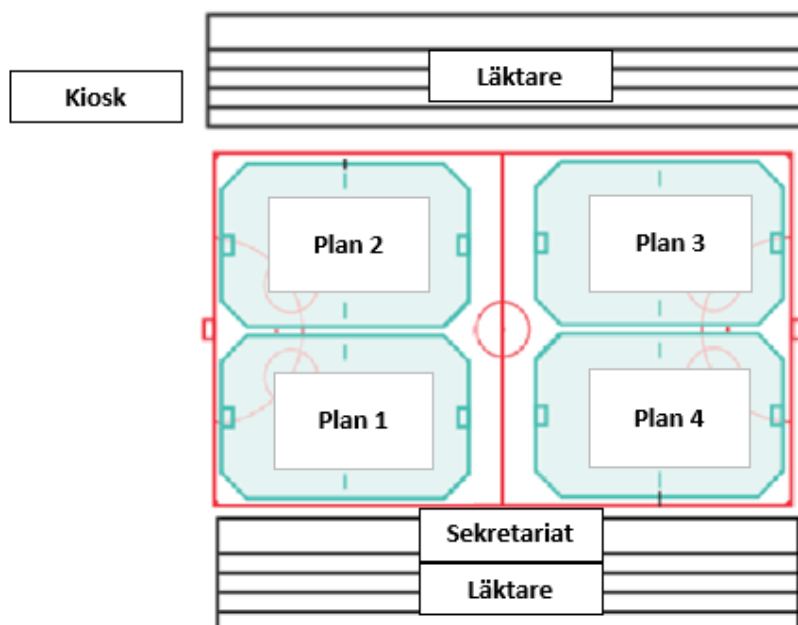 Läktare
Kiosk
Plan 2
Plan 3
Plan 1
Plan 4
Sekretariat
Läktare